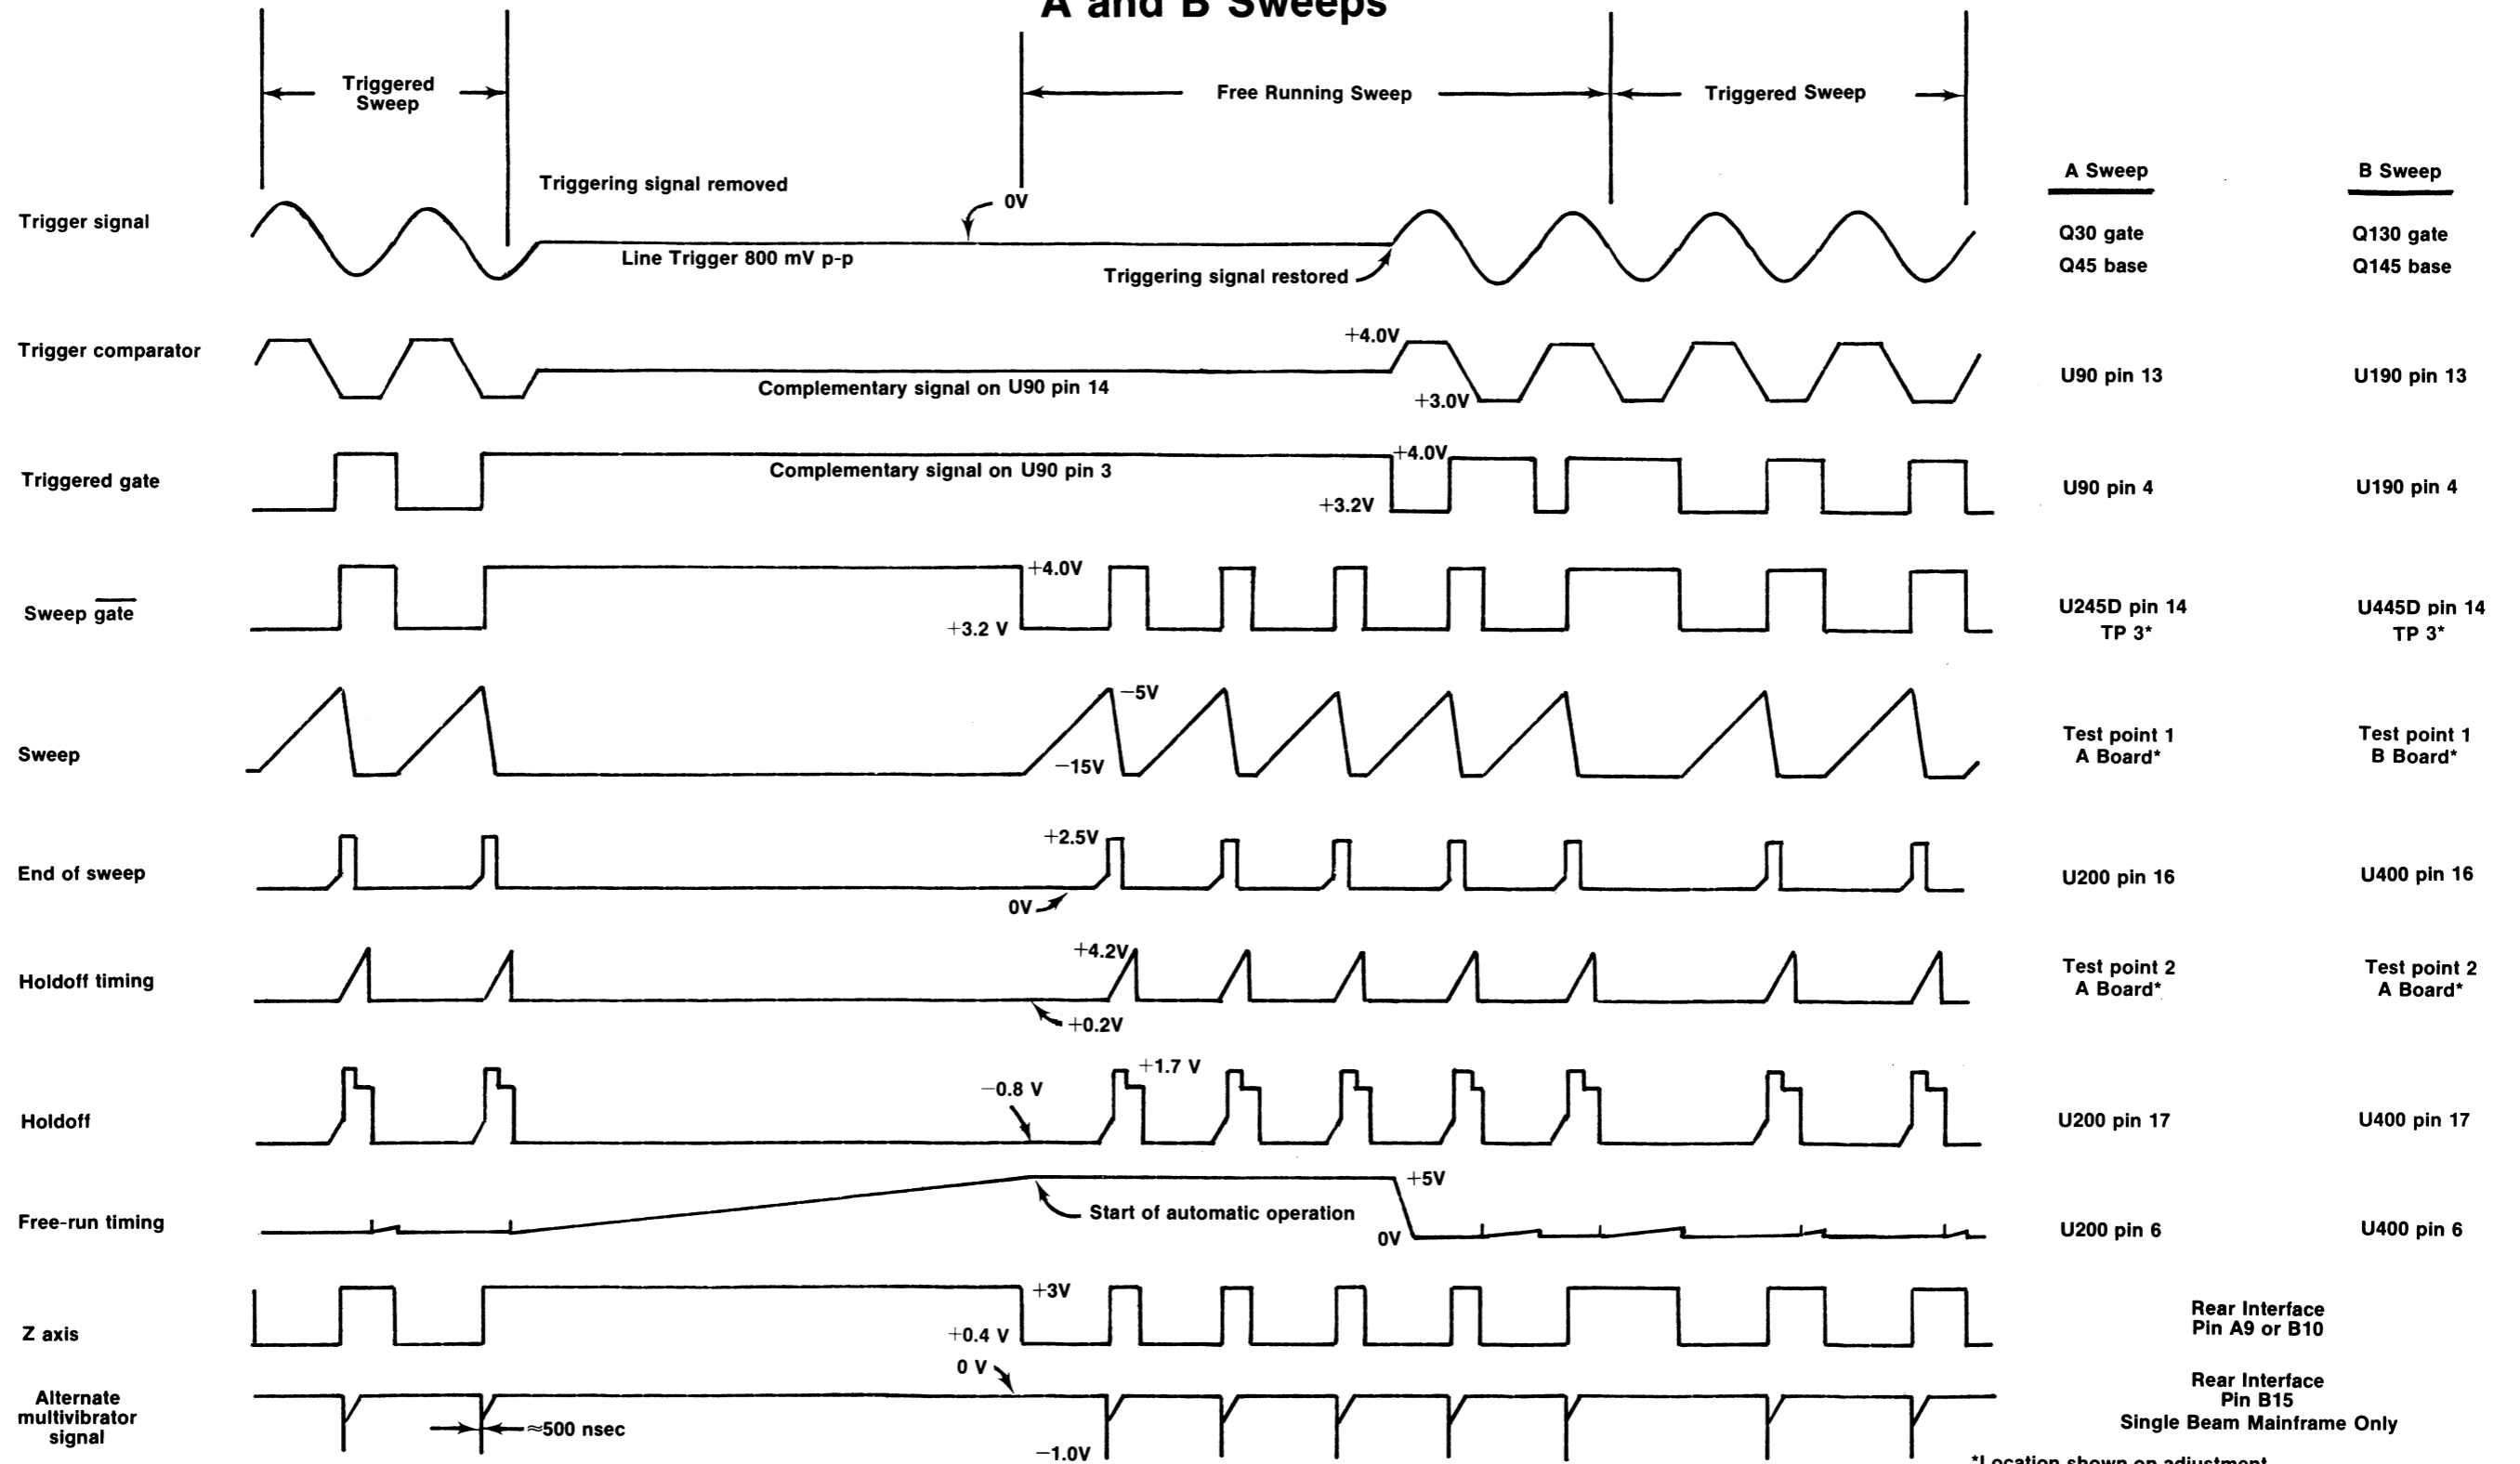 A and B Sweeps
Triggered
Sweep
Free Running Sweep
Triggered Sweep
A Sweep
B Sweep
Triggering signal removed
0V
Trigger signal
Line Trigger 800 mV p-p
Triggering signal restored
Q30 gate
Q45 base
Q130 gate
Q145 base
Trigger comparator
+4.0V
Complementary signal on U90 pin 14
+3.0V
U90 pin 13
U190 pin 13
Triggered gate
Complementary signal on U90 pin 3
+4.0V
+3.2V
U90 pin 4
U190 pin 4
Sweep gate
+4.0V
+3.2 V
U245D pin 14
TP 3*
U445D pin 14
TP 3*
Sweep
−5V
−15V
Test point 1
A Board*
Test point 1
B Board*
End of sweep
+2.5V
0V
U200 pin 16
U400 pin 16
Holdoff timing
+4.2V
+0.2V
Test point 2
A Board*
Test point 2
A Board*
Holdoff
−0.8 V
+1.7 V
U200 pin 17
U400 pin 17
Free-run timing
Start of automatic operation
+5V
0V
U200 pin 6
U400 pin 6
Z axis
+3V
+0.4 V
Rear Interface
Pin A9 or B10
Alternate
multivibrator
signal
≈500 nsec
0 V
−1.0V
Rear Interface
Pin B15
Single Beam Mainframe Only
*Location shown on adjustment